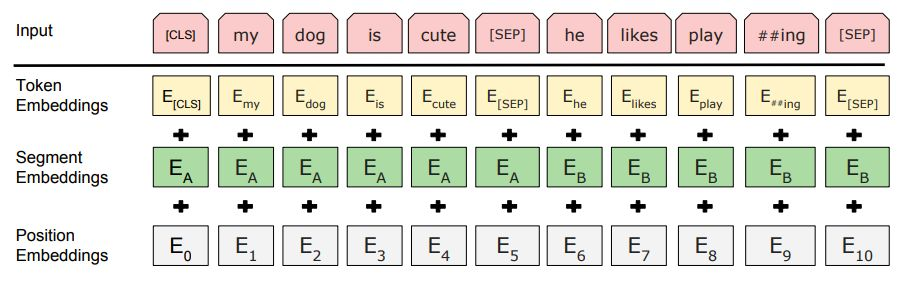 Input [CLS] my dog is cute [SEP] he likes play ##ing [SEP]
Token Embeddings E[CLS] Emy Edog Eis Ecute E[SEP] Ehe Elikes Eplay E##ing E[SEP]
+ + + + + + + + + + +
Segment Embeddings EA EA EA EA EA EA EB EB EB EB EB
+ + + + + + + + + + +
Position Embeddings E0 E1 E2 E3 E4 E5 E6 E7 E8 E9 E10